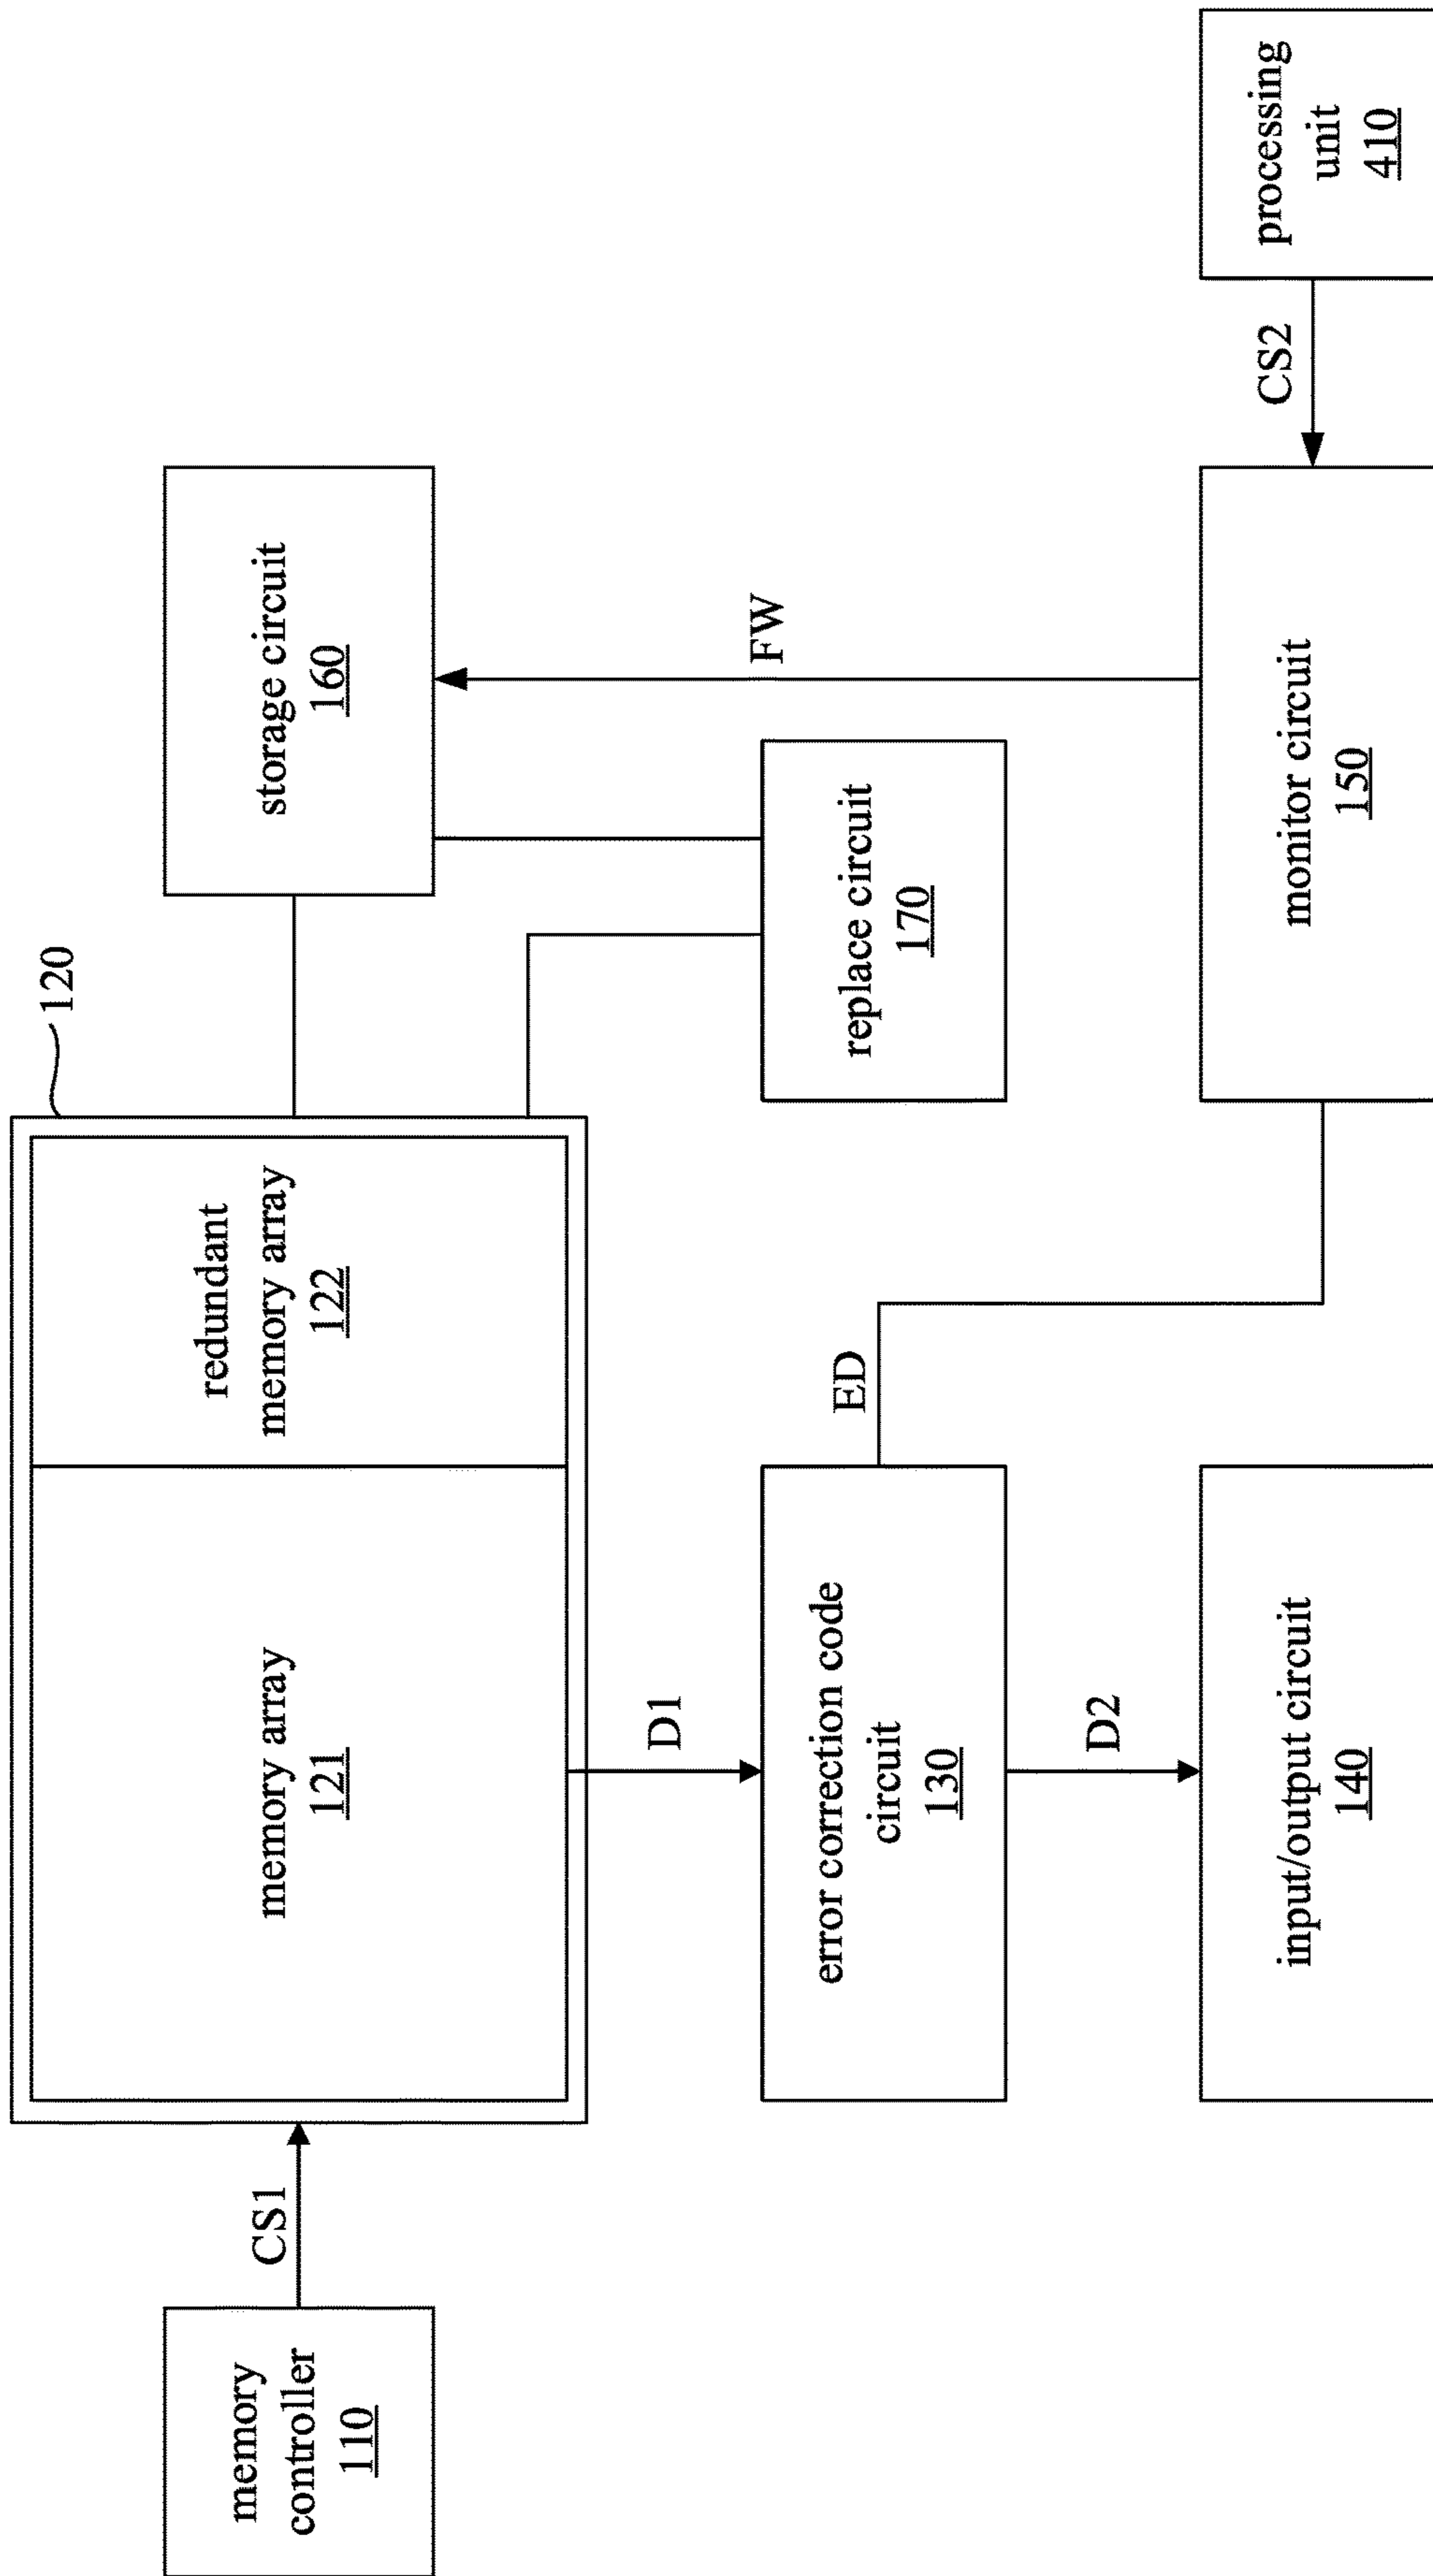 120
memory
controller
110
CS1
memory array
121
redundant
memory array
122
storage circuit
160
D1
FW
error correction code
circuit
130
ED
replace circuit
170
D2
input/output circuit
140
monitor circuit
150
CS2
processing
unit
410